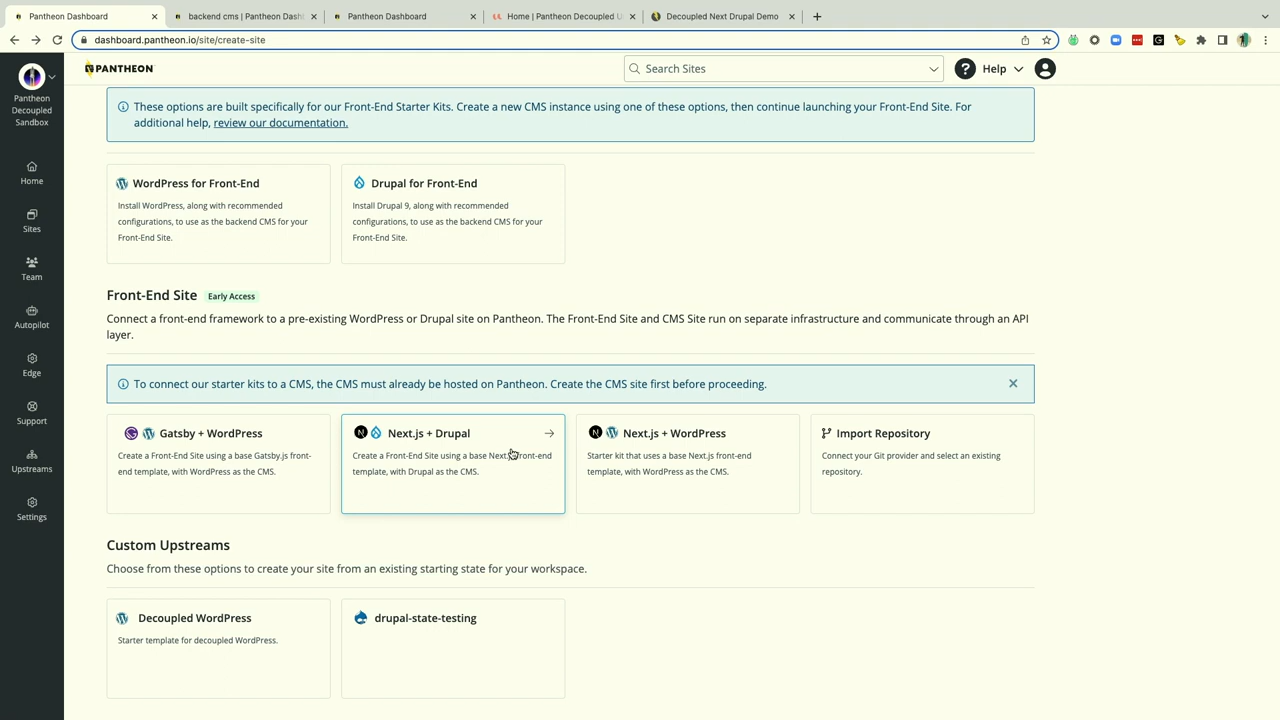 Pantheon Dashboard
backend cms | Pantheon Dash
Pantheon Dashboard
Home | Pantheon Decoupled U
Decoupled Next Drupal Demo
dashboard.pantheon.io/site/create-site
PANTHEON
Search Sites
Help
Pantheon
Decoupled
Sandbox
Home
Sites
Team
Autopilot
Edge
Support
Upstreams
Settings
These options are built specifically for our Front-End Starter Kits. Create a new CMS instance using one of these options, then continue launching your Front-End Site. For
additional help, review our documentation.
WordPress for Front-End
Install WordPress, along with recommended
configurations, to use as the backend CMS for your
Front-End Site.
Drupal for Front-End
Install Drupal 9, along with recommended
configurations, to use as the backend CMS for your
Front-End Site.
Front-End Site Early Access
Connect a front-end framework to a pre-existing WordPress or Drupal site on Pantheon. The Front-End Site and CMS Site run on separate infrastructure and communicate through an API
layer.
To connect our starter kits to a CMS, the CMS must already be hosted on Pantheon. Create the CMS site first before proceeding.
Gatsby + WordPress
Create a Front-End Site using a base Gatsby.js front-
end template, with WordPress as the CMS.
Next.js + Drupal
Create a Front-End Site using a base Next.js front-end
template, with Drupal as the CMS.
Next.js + WordPress
Starter kit that uses a base Next.js front-end
template, with WordPress as the CMS.
Import Repository
Connect your Git provider and select an existing
repository.
Custom Upstreams
Choose from these options to create your site from an existing starting state for your workspace.
Decoupled WordPress
Starter template for decoupled WordPress.
drupal-state-testing